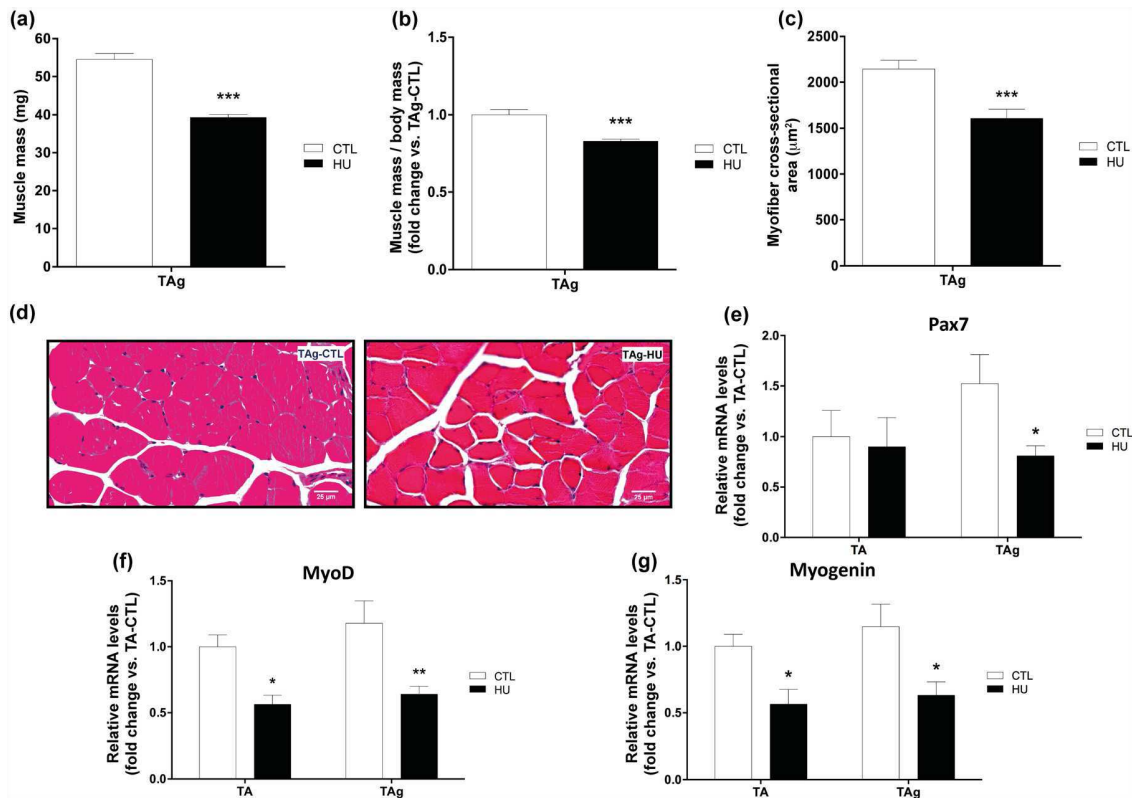 (a)
Muscle mass (mg)
60
50
40
30
20
10
0
***
TAg
CTL
HU
(b)
Muscle mass / body mass
(fold change vs. TAg-CTL)
1.5
1.0
0.5
0.0
***
TAg
CTL
HU
(c)
Myofiber cross-sectional
area (μm²)
2500
2000
1500
1000
500
0
***
TAg
CTL
HU
(d)
TAg-CTL
25 μm
TAg-HU
25 μm
(e)
Pax7
Relative mRNA levels
(fold change vs. TA-CTL)
2.0
1.5
1.0
0.5
0.0
*
TA
TAg
CTL
HU
(f)
MyoD
Relative mRNA levels
(fold change vs. TA-CTL)
1.5
1.0
0.5
0.0
*
**
TA
TAg
CTL
HU
(g)
Myogenin
Relative mRNA levels
(fold change vs. TA-CTL)
1.5
1.0
0.5
0.0
*
*
TA
TAg
CTL
HU